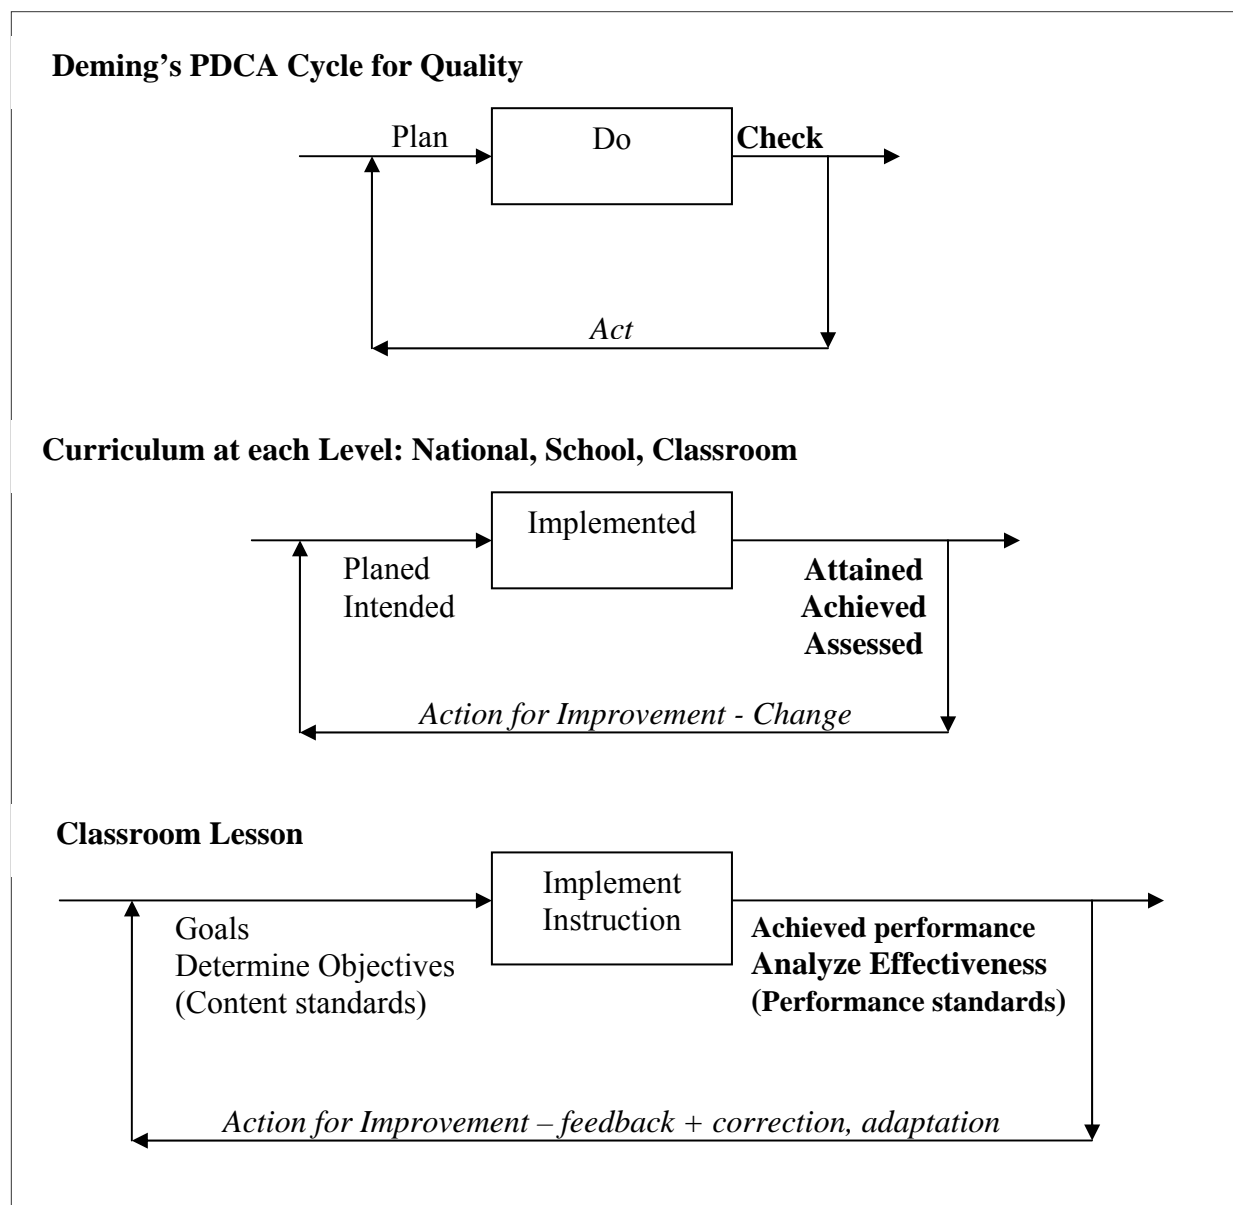 Deming’s PDCA Cycle for Quality
Plan
Do
Check
Act
Curriculum at each Level: National, School, Classroom
Implemented
Planed
Intended
Attained
Achieved
Assessed
Action for Improvement - Change
Classroom Lesson
Implement
Instruction
Goals
Determine Objectives
(Content standards)
Achieved performance
Analyze Effectiveness
(Performance standards)
Action for Improvement – feedback + correction, adaptation